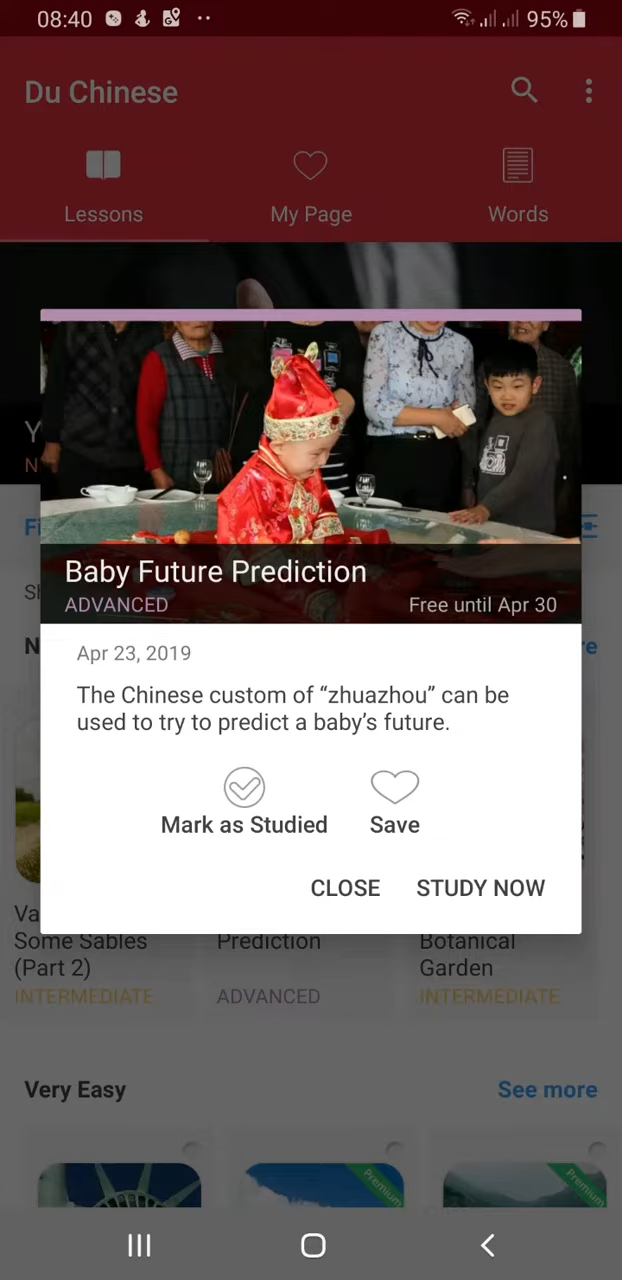 08:40
95%
Du Chinese
Lessons
My Page
Words
Baby Future Prediction
ADVANCED
Free until Apr 30
Apr 23, 2019
The Chinese custom of “zhuazhou” can be
used to try to predict a baby’s future.
Mark as Studied
Save
CLOSE
STUDY NOW
Some Sables
(Part 2)
INTERMEDIATE
Prediction
ADVANCED
Botanical
Garden
INTERMEDIATE
Very Easy
See more
Premium
Premium